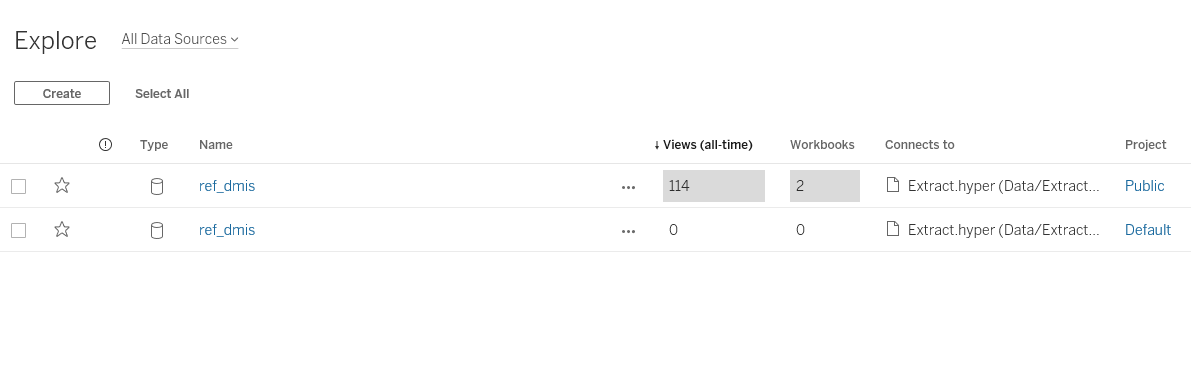 Explore All Data Sources
Create Select All
Type Name ↓ Views (all-time) Workbooks Connects to Project
ref_dmis ... 114 2 Extract.hyper (Data/Extract... Public
ref_dmis ... 0 0 Extract.hyper (Data/Extract... Default